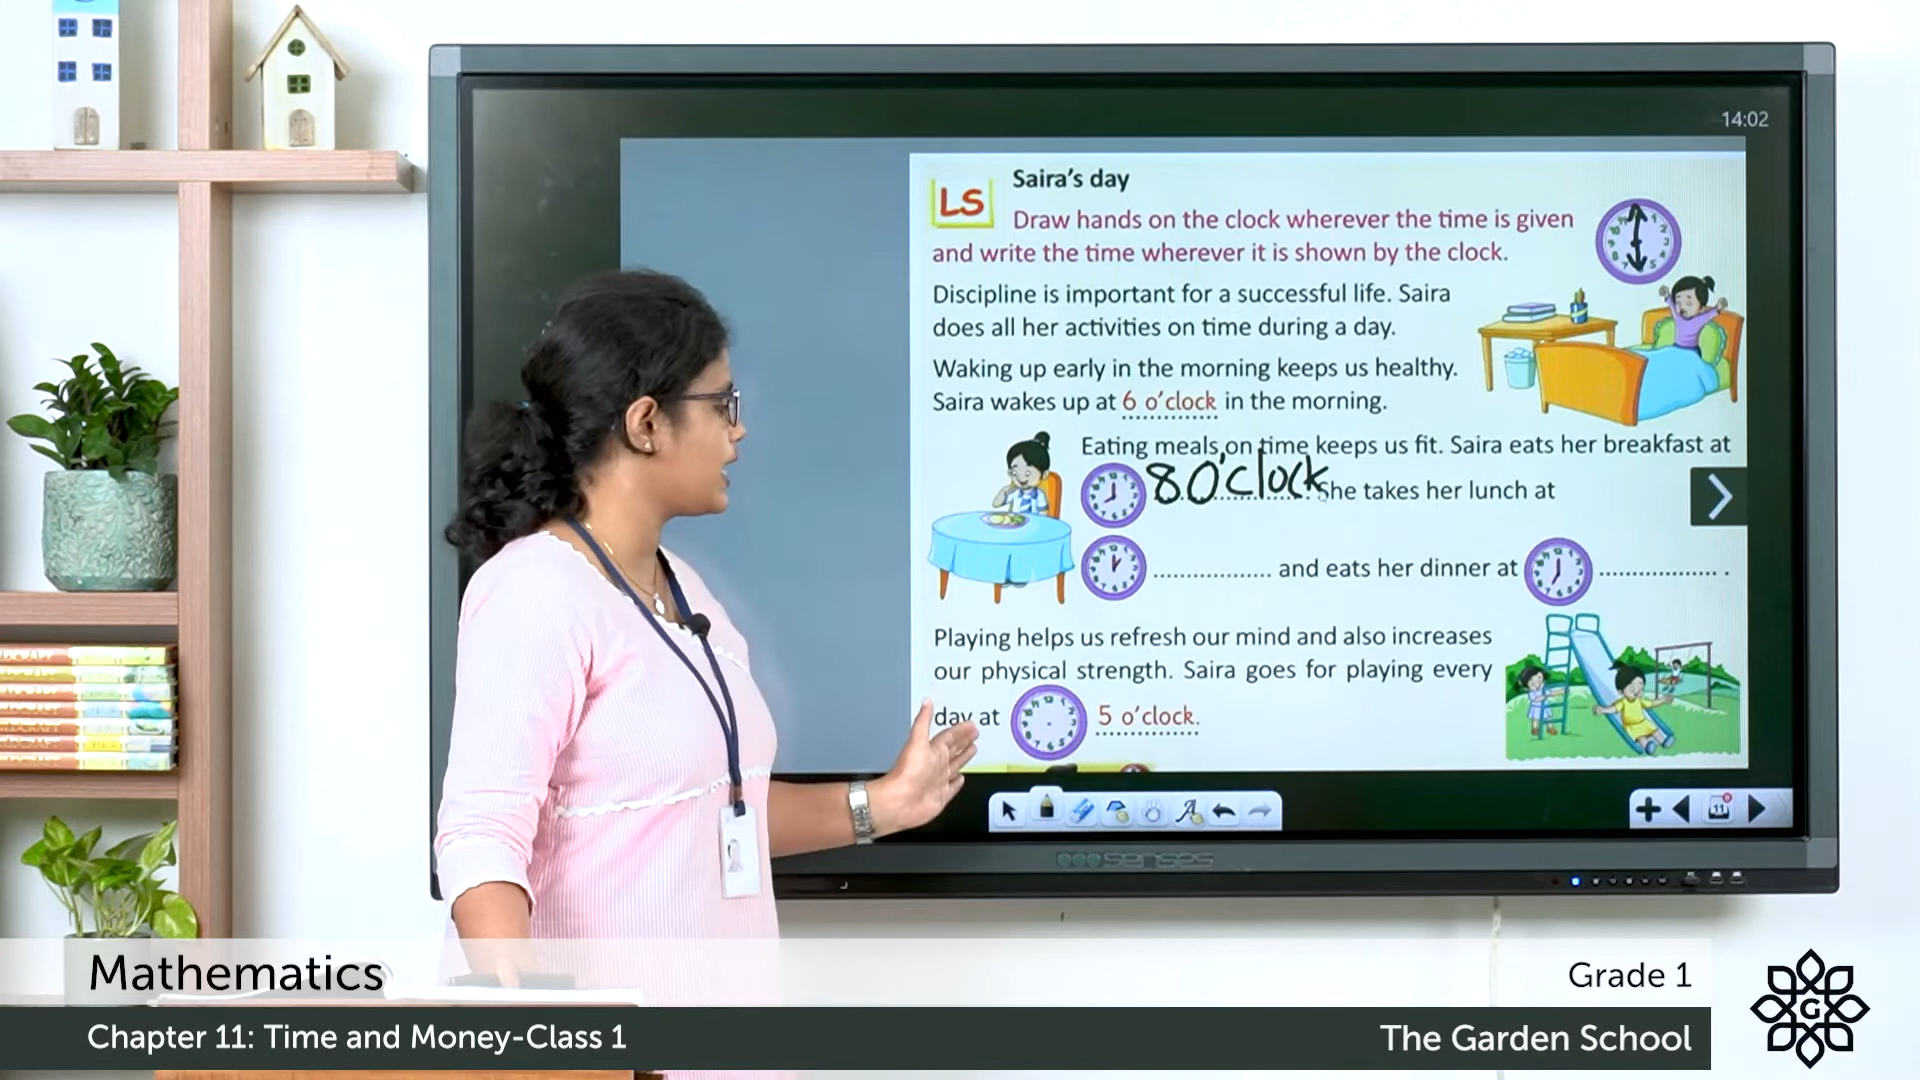 14:02
Saira's day
LS
Draw hands on the clock wherever the time is given
and write the time wherever it is shown by the clock.
Discipline is important for a successful life. Saira
does all her activities on time during a day.
Waking up early in the morning keeps us healthy.
Saira wakes up at 6 o'clock in the morning.
Eating meals on time keeps us fit. Saira eats her breakfast at
8 O'clock She takes her lunch at
.................. and eats her dinner at .................. .
Playing helps us refresh our mind and also increases
our physical strength. Saira goes for playing every
day at 5 o'clock.
11
senses
Mathematics
Grade 1
Chapter 11: Time and Money-Class 1
The Garden School
G